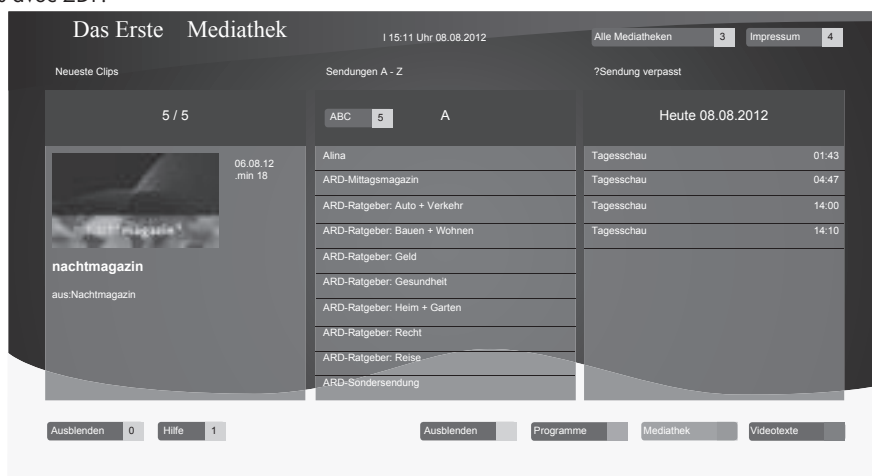 Das Erste Mediathek
I 15:11 Uhr 08.08.2012
Alle Mediatheken 3
Impressum 4
Neueste Clips
Sendungen A - Z
?Sendung verpasst
5 / 5
ABC 5
A
Heute 08.08.2012
06.08.12
.min 18
nachtmagazin
nachtmagazin
aus:Nachtmagazin
Alina
ARD-Mittagsmagazin
ARD-Ratgeber: Auto + Verkehr
ARD-Ratgeber: Bauen + Wohnen
ARD-Ratgeber: Geld
ARD-Ratgeber: Gesundheit
ARD-Ratgeber: Heim + Garten
ARD-Ratgeber: Recht
ARD-Ratgeber: Reise
ARD-Sondersendung
Tagesschau 01:43
Tagesschau 04:47
Tagesschau 14:00
Tagesschau 14:10
Ausblenden 0
Hilfe 1
Ausblenden
Programme
Mediathek
Videotexte